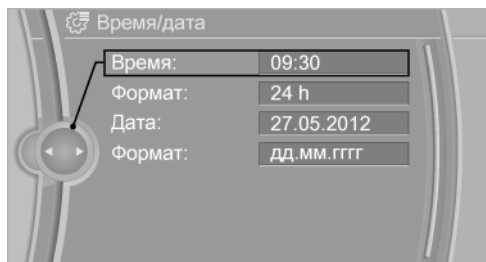 Время/дата
Время: 09:30
Формат: 24 h
Дата: 27.05.2012
Формат: дд.мм.гггг